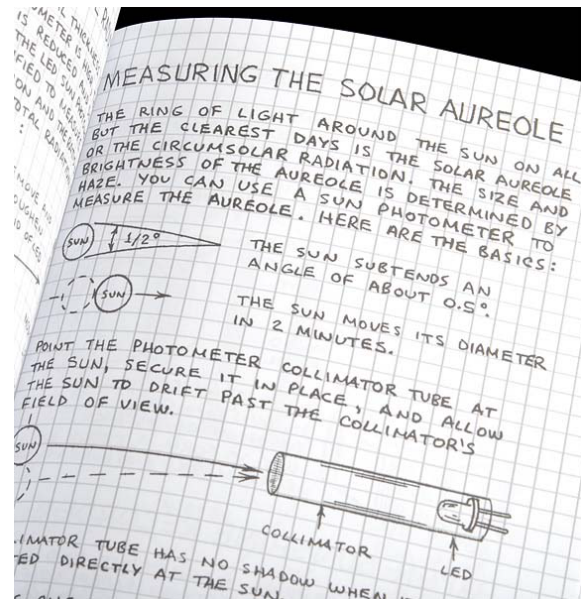 MEASURING THE SOLAR AUREOLE
THE RING OF LIGHT AROUND THE SUN ON ALL
BUT THE CLEAREST DAYS IS THE SOLAR AUREOLE
OR THE CIRCUMSOLAR RADIATION. THE SIZE AND
BRIGHTNESS OF THE AUREOLE IS DETERMINED BY
HAZE. YOU CAN USE A SUN PHOTOMETER TO
MEASURE THE AUREOLE. HERE ARE THE BASICS:
SUN 1/2°
THE SUN SUBTENDS AN
ANGLE OF ABOUT 0.5°.
SUN
THE SUN MOVES ITS DIAMETER
IN 2 MINUTES.
POINT THE PHOTOMETER COLLIMATOR TUBE AT
THE SUN, SECURE IT IN PLACE, AND ALLOW
THE SUN TO DRIFT PAST THE COLLIMATOR'S
FIELD OF VIEW.
SUN
COLLIMATOR
LED
TUBE HAS NO SHADOW WHEN
DIRECTLY AT THE SUN.